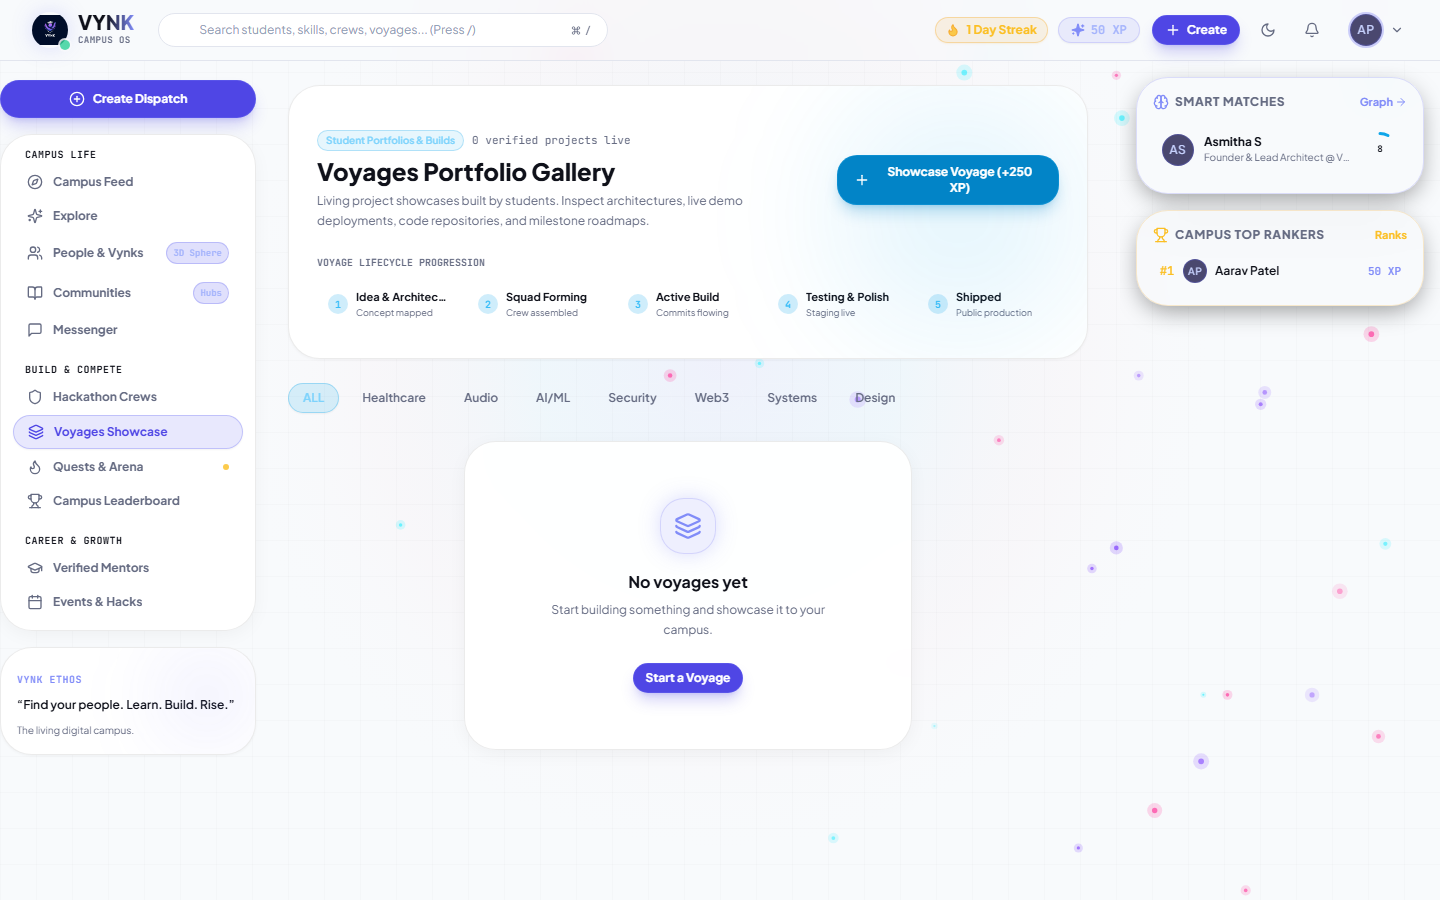 VYNK
CAMPUS OS
Search students, skills, crews, voyages... (Press /)
⌘ /
1 Day Streak
50 XP
Create
AP
Create Dispatch
CAMPUS LIFE
Campus Feed
Explore
People & Vynks
3D Sphere
Communities
Hubs
Messenger
BUILD & COMPETE
Hackathon Crews
Voyages Showcase
Quests & Arena
Campus Leaderboard
CAREER & GROWTH
Verified Mentors
Events & Hacks
VYNK ETHOS
“Find your people. Learn. Build. Rise.”
The living digital campus.
Student Portfolios & Builds
0 verified projects live
Voyages Portfolio Gallery
Living project showcases built by students. Inspect architectures, live demo
deployments, code repositories, and milestone roadmaps.
Showcase Voyage (+250
XP)
VOYAGE LIFECYCLE PROGRESSION
1
Idea & Architec...
Concept mapped
2
Squad Forming
Crew assembled
3
Active Build
Commits flowing
4
Testing & Polish
Staging live
5
Shipped
Public production
ALL
Healthcare
Audio
AI/ML
Security
Web3
Systems
Design
No voyages yet
Start building something and showcase it to your
campus.
Start a Voyage
SMART MATCHES
Graph →
AS
Asmitha S
Founder & Lead Architect @ V...
8
CAMPUS TOP RANKERS
Ranks
#1
AP
Aarav Patel
50 XP